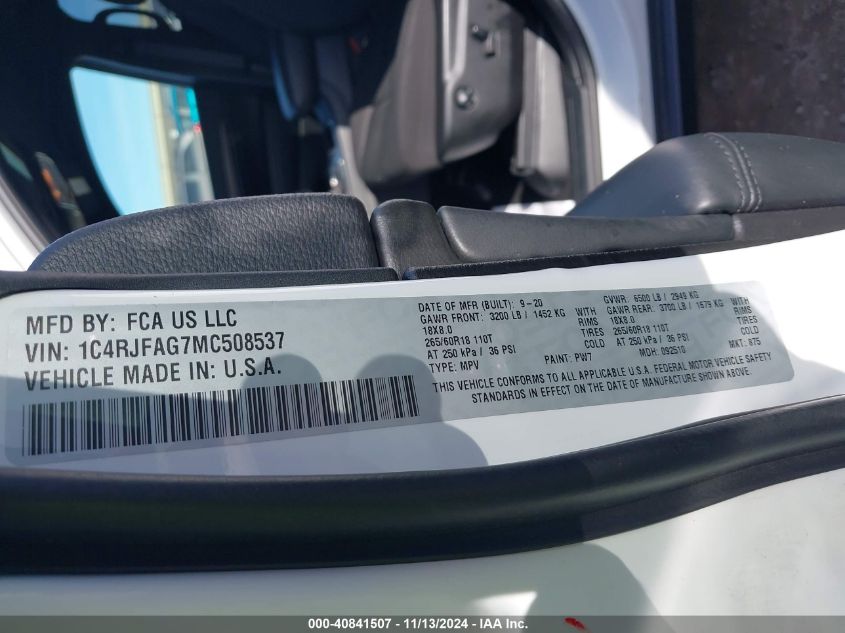 MFD BY: FCA US LLC
VIN: 1C4RJFAG7MC508537
VEHICLE MADE IN: U.S.A.
DATE OF MFR (BUILT): 9-20 GVWR: 6500 LB / 2949 KG
GAWR FRONT: 3200 LB / 1452 KG WITH GAWR REAR: 3700 LB / 1679 KG WITH
18X8.0 RIMS 18X8.0 RIMS
265/60R18 110T TIRES 265/60R18 110T TIRES
AT 250 kPa / 36 PSI COLD AT 250 kPa / 36 PSI COLD
TYPE: MPV PAINT: PW7 MDH: 092510 MKT: 875
THIS VEHICLE CONFORMS TO ALL APPLICABLE U.S.A. FEDERAL MOTOR VEHICLE SAFETY
STANDARDS IN EFFECT ON THE DATE OF MANUFACTURE SHOWN ABOVE.
000-40841507 - 11/13/2024 - IAA Inc.